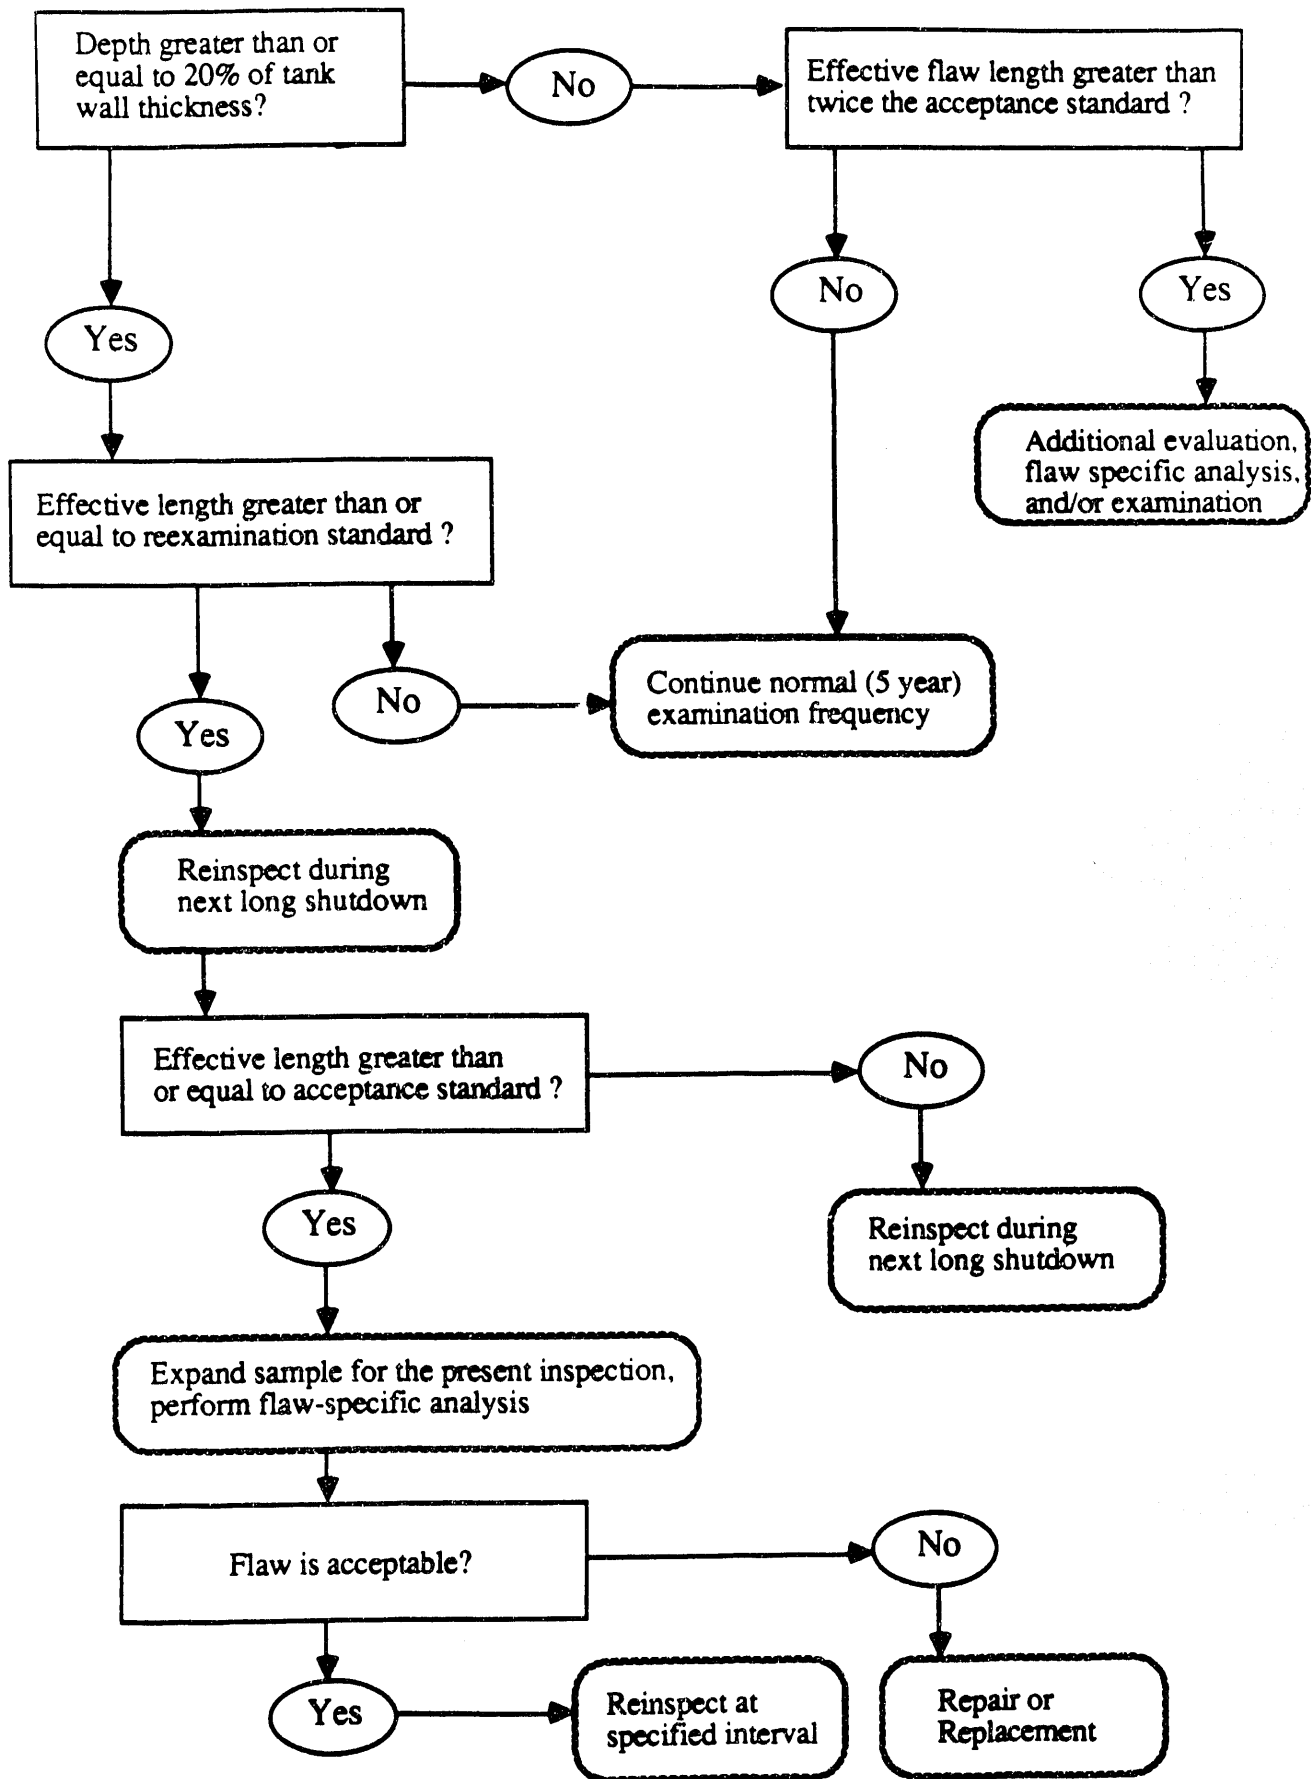 Depth greater than or
equal to 20% of tank
wall thickness?
No
Effective flaw length greater than
twice the acceptance standard ?
No
Yes
Yes
Additional evaluation,
flaw specific analysis,
and/or examination
Effective length greater than or
equal to reexamination standard ?
Yes
No
Continue normal (5 year)
examination frequency
Reinspect during
next long shutdown
Effective length greater than
or equal to acceptance standard ?
No
Yes
Reinspect during
next long shutdown
Expand sample for the present inspection,
perform flaw-specific analysis
Flaw is acceptable?
No
Yes
Reinspect at
specified interval
Repair or
Replacement